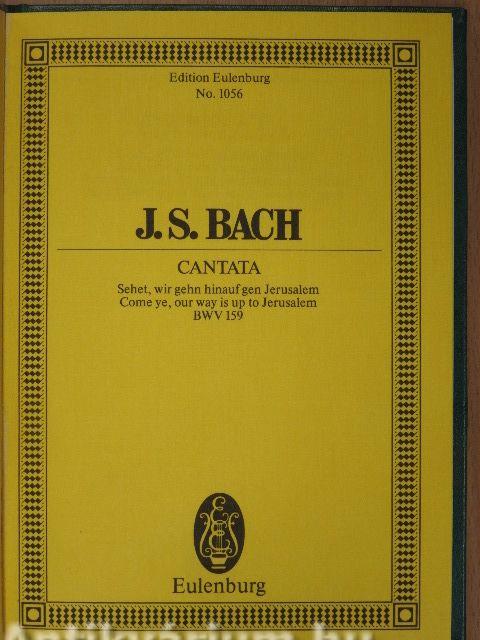 Edition Eulenburg
No. 1056
J. S. BACH
CANTATA
Sehet, wir gehn hinauf gen Jerusalem
Come ye, our way is up to Jerusalem
BWV 159
Eulenburg